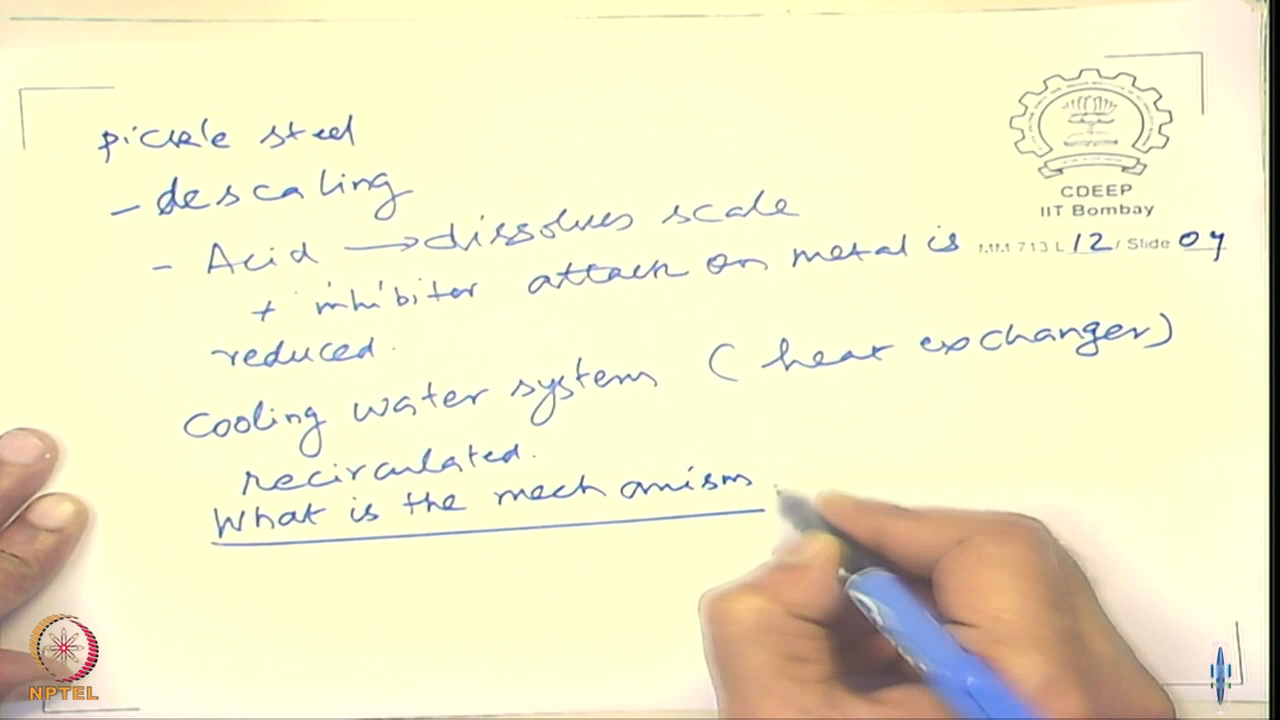 pickle steel
- descaling
- Acid → dissolves scale
+ inhibitor attack on metal is
reduced.
Cooling water system (heat exchanger)
recirculated.
What is the mechanism
CDEEP
IIT Bombay
MM 713 L 12 / Slide 04
NPTEL